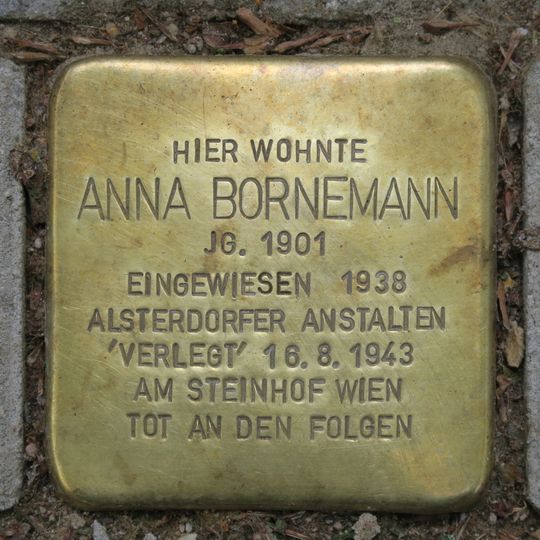 HIER WOHNTE
ANNA BORNEMANN
JG. 1901
EINGEWIESEN 1938
ALSTERDORFER ANSTALTEN
'VERLEGT' 16.8.1943
AM STEINHOF WIEN
TOT AN DEN FOLGEN